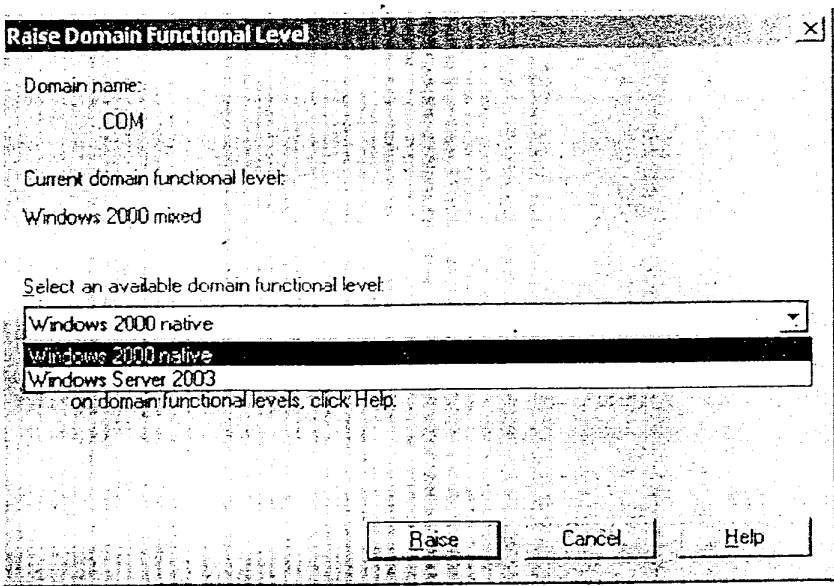 Raise Domain Functional Level
Domain name:
.COM
Current domain functional level:
Windows 2000 mixed
Select an available domain functional level:
Windows 2000 native
Windows 2000 native
Windows Server 2003
on domain functional levels, click Help.
Raise
Cancel
Help